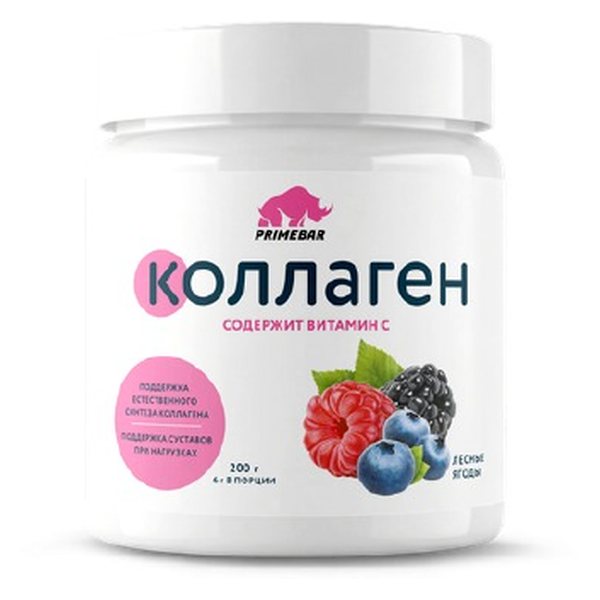 PRIMEBAR
Коллаген
СОДЕРЖИТ ВИТАМИН С
ПОДДЕРЖКА
ЕСТЕСТВЕННОГО
СИНТЕЗА КОЛЛАГЕНА
ПОДДЕРЖКА СУСТАВОВ
ПРИ НАГРУЗКАХ
200 г
4 г В ПОРЦИИ
ЛЕСНЫЕ
ЯГОДЫ